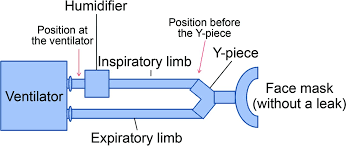 Humidifier
Position at
the ventilator
Position before
the Y-piece
Inspiratory limb
Y-piece
Ventilator
Face mask
(without a leak)
Expiratory limb